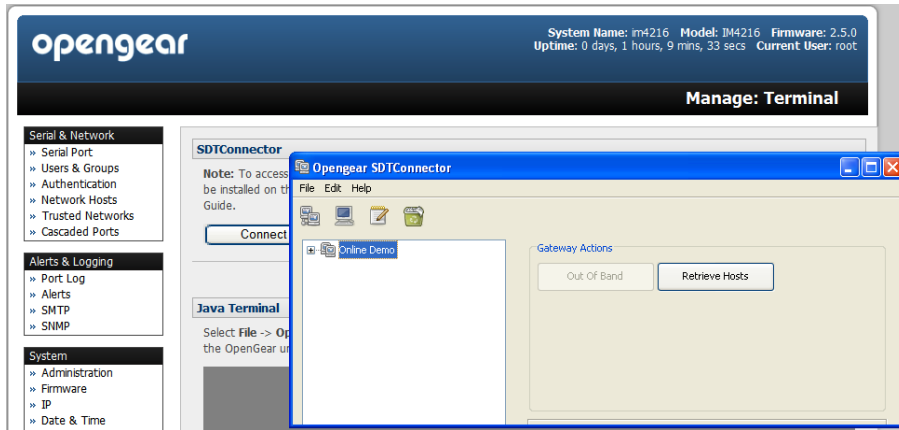 opengear
System Name: im4216 Model: IM4216 Firmware: 2.5.0
Uptime: 0 days, 1 hours, 9 mins, 33 secs Current User: root
Manage: Terminal
Serial & Network
» Serial Port
» Users & Groups
» Authentication
» Network Hosts
» Trusted Networks
» Cascaded Ports
Alerts & Logging
» Port Log
» Alerts
» SMTP
» SNMP
System
» Administration
» Firmware
» IP
» Date & Time
SDTConnector
Note: To access
be installed on th
Guide.
Connect
Java Terminal
Select File -> Op
the OpenGear un
Opengear SDTConnector
File Edit Help
Online Demo
Gateway Actions
Out Of Band
Retrieve Hosts